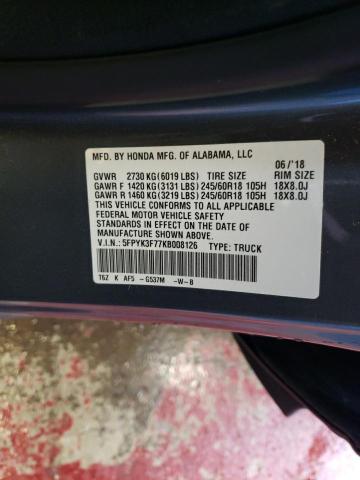 MFD. BY HONDA MFG. OF ALABAMA, LLC
06 /'18
GVWR 2730 KG(6019 LBS) TIRE SIZE RIM SIZE
GAWR F 1420 KG(3131 LBS) 245/60R18 105H 18X8.0J
GAWR R 1460 KG(3219 LBS) 245/60R18 105H 18X8.0J
THIS VEHICLE CONFORMS TO ALL APPLICABLE
FEDERAL MOTOR VEHICLE SAFETY
STANDARDS IN EFFECT ON THE DATE OF
MANUFACTURE SHOWN ABOVE.
V.I.N.: 5FPYK3F77KB008126 TYPE: TRUCK
T6Z K AF5 - G537M -W-B